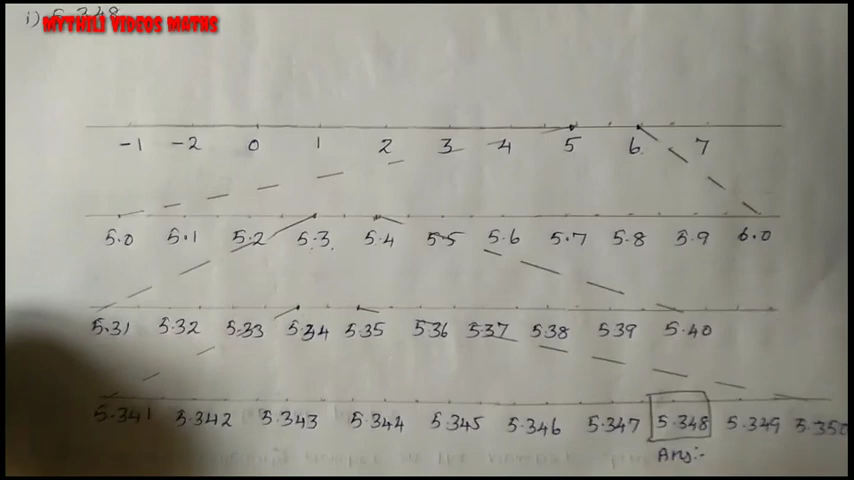 i) 5.348
MYTHILI VIDEOS MATHS
-1 -2 0 1 2 3 4 5 6 7
5.0 5.1 5.2 5.3 5.4 5.5 5.6 5.7 5.8 5.9 6.0
5.31 5.32 5.33 5.34 5.35 5.36 5.37 5.38 5.39 5.40
5.341 5.342 5.343 5.344 5.345 5.346 5.347 5.348 5.349 5.350
Ans:-